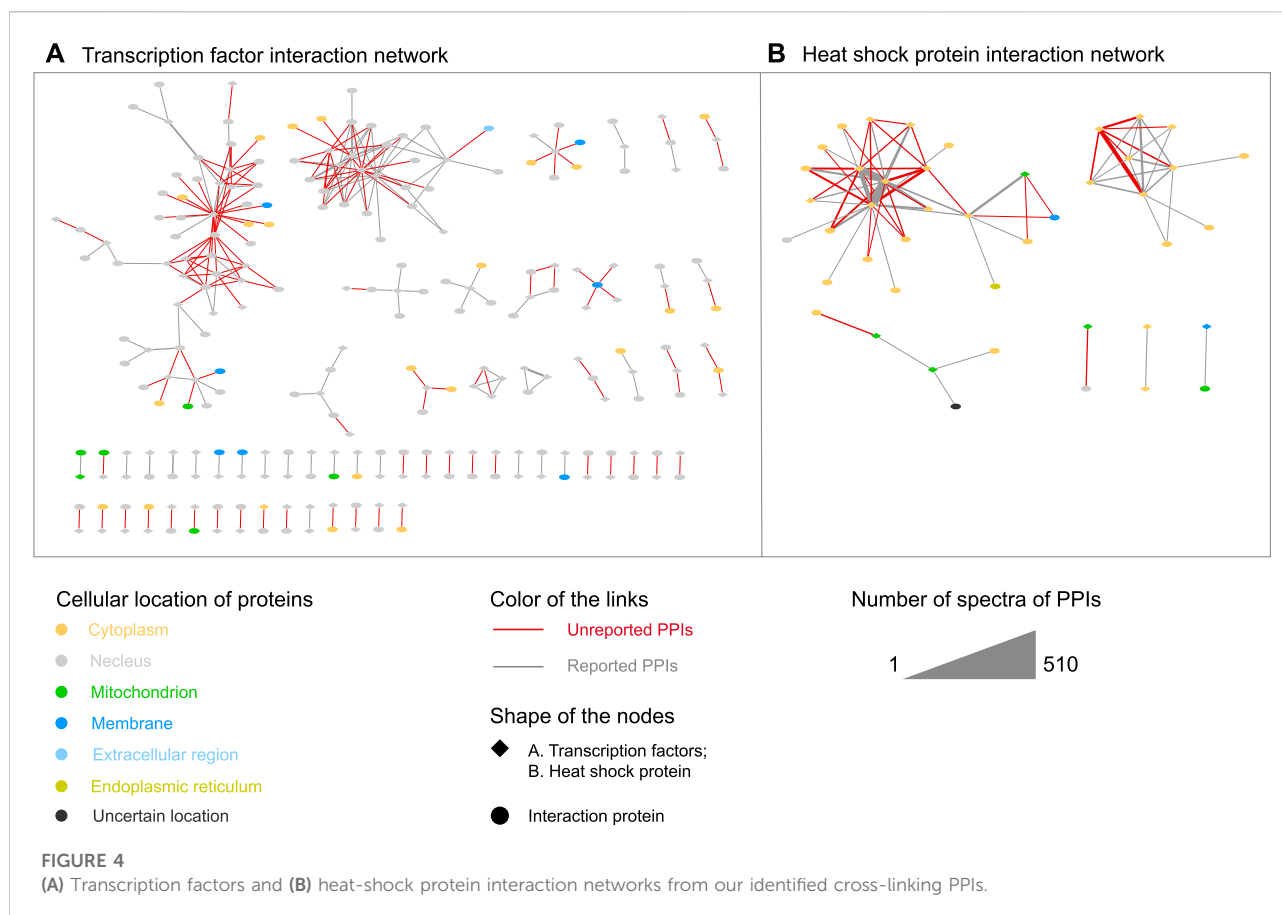 A Transcription factor interaction network
B Heat shock protein interaction network
Cellular location of proteins
Cytoplasm
Necleus
Mitochondrion
Membrane
Extracellular region
Endoplasmic reticulum
Uncertain location
Color of the links
Unreported PPIs
Reported PPIs
Shape of the nodes
A. Transcription factors;
B. Heat shock protein
Interaction protein
Number of spectra of PPIs
1 510
FIGURE 4
(A) Transcription factors and (B) heat-shock protein interaction networks from our identified cross-linking PPIs.